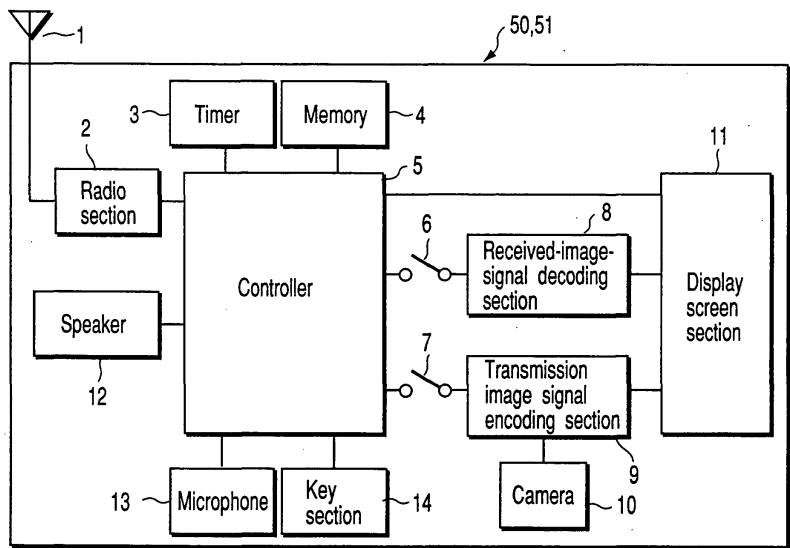 1
50,51
3
Timer
Memory
4
2
Radio
section
5
11
6
8
Received-image-
signal decoding
section
Controller
Display
screen
section
Speaker
12
7
Transmission
image signal
encoding section
9
13
Microphone
Key
section
14
Camera
10